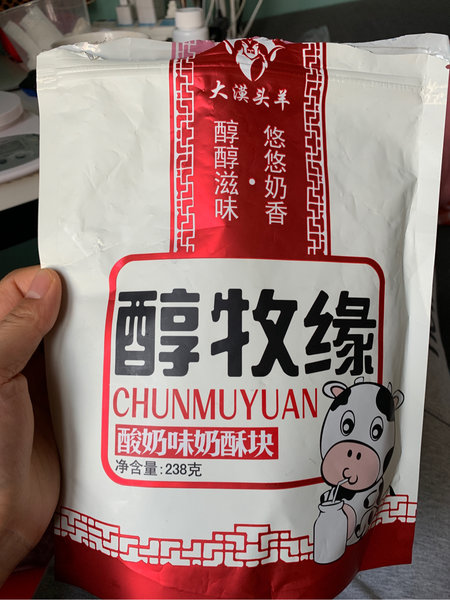 大漠头羊
悠悠奶香·
醇醇滋味
醇牧缘
CHUNMUYUAN
酸奶味奶酥块
净含量:238克